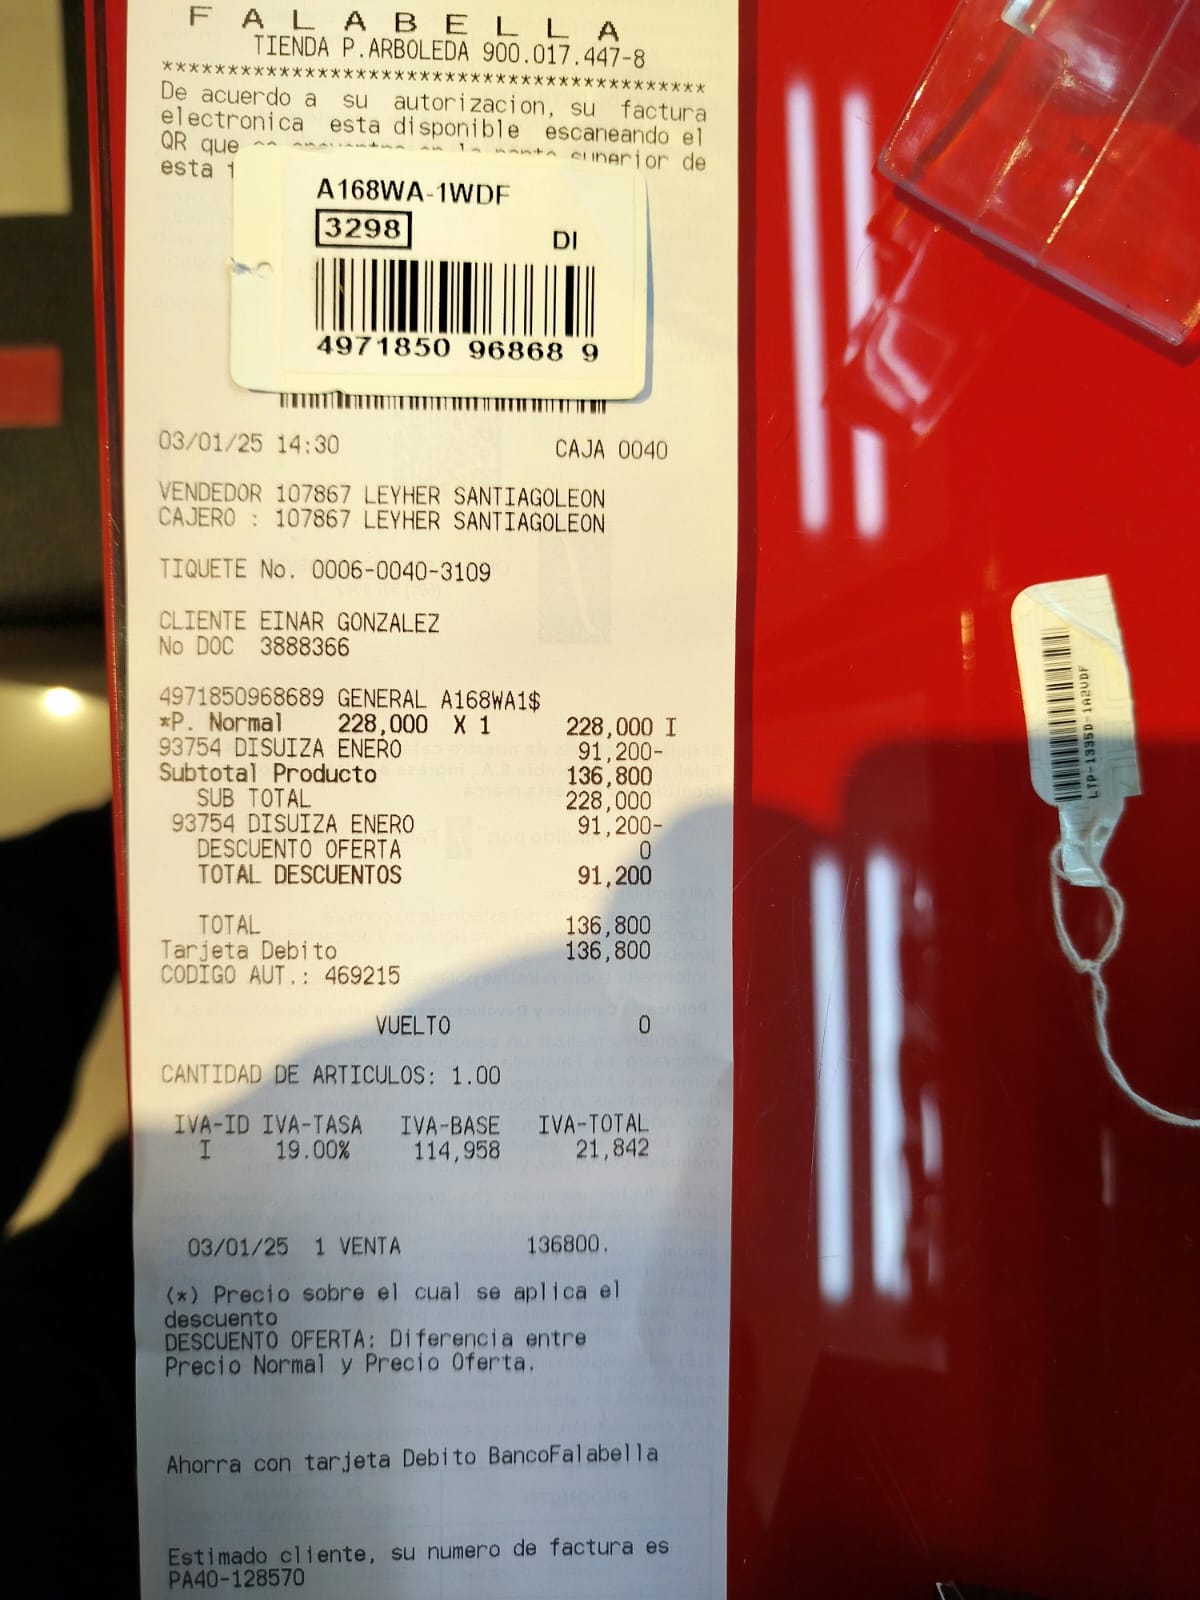 F A L A B E L L A
TIENDA P.ARBOLEDA 900.017.447-8
*****************************************
De acuerdo a su autorizacion, su factura
electronica esta disponible escaneando el
QR que se encuentra en la parte superior de
esta
A168WA-1WDF
3298
DI
4971850 96868 9
03/01/25 14:30 CAJA 0040
VENDEDOR 107867 LEYHER SANTIAGOLEON
CAJERO : 107867 LEYHER SANTIAGOLEON
TIQUETE No. 0006-0040-3109
CLIENTE EINAR GONZALEZ
No DOC 3888366
4971850968689 GENERAL A168WA1$
*P. Normal 228,000 X 1 228,000 I
93754 DISUIZA ENERO 91,200-
Subtotal Producto 136,800
SUB TOTAL 228,000
93754 DISUIZA ENERO 91,200-
DESCUENTO OFERTA 0
TOTAL DESCUENTOS 91,200
TOTAL 136,800
Tarjeta Debito 136,800
CODIGO AUT.: 469215
VUELTO 0
CANTIDAD DE ARTICULOS: 1.00
IVA-ID IVA-TASA IVA-BASE IVA-TOTAL
I 19.00% 114,958 21,842
03/01/25 1 VENTA 136800.
(*) Precio sobre el cual se aplica el
descuento
DESCUENTO OFERTA: Diferencia entre
Precio Normal y Precio Oferta.
Ahorra con tarjeta Debito BancoFalabella
Estimado cliente, su numero de factura es
PA40-128570
LTP-1335D-1A2VDF